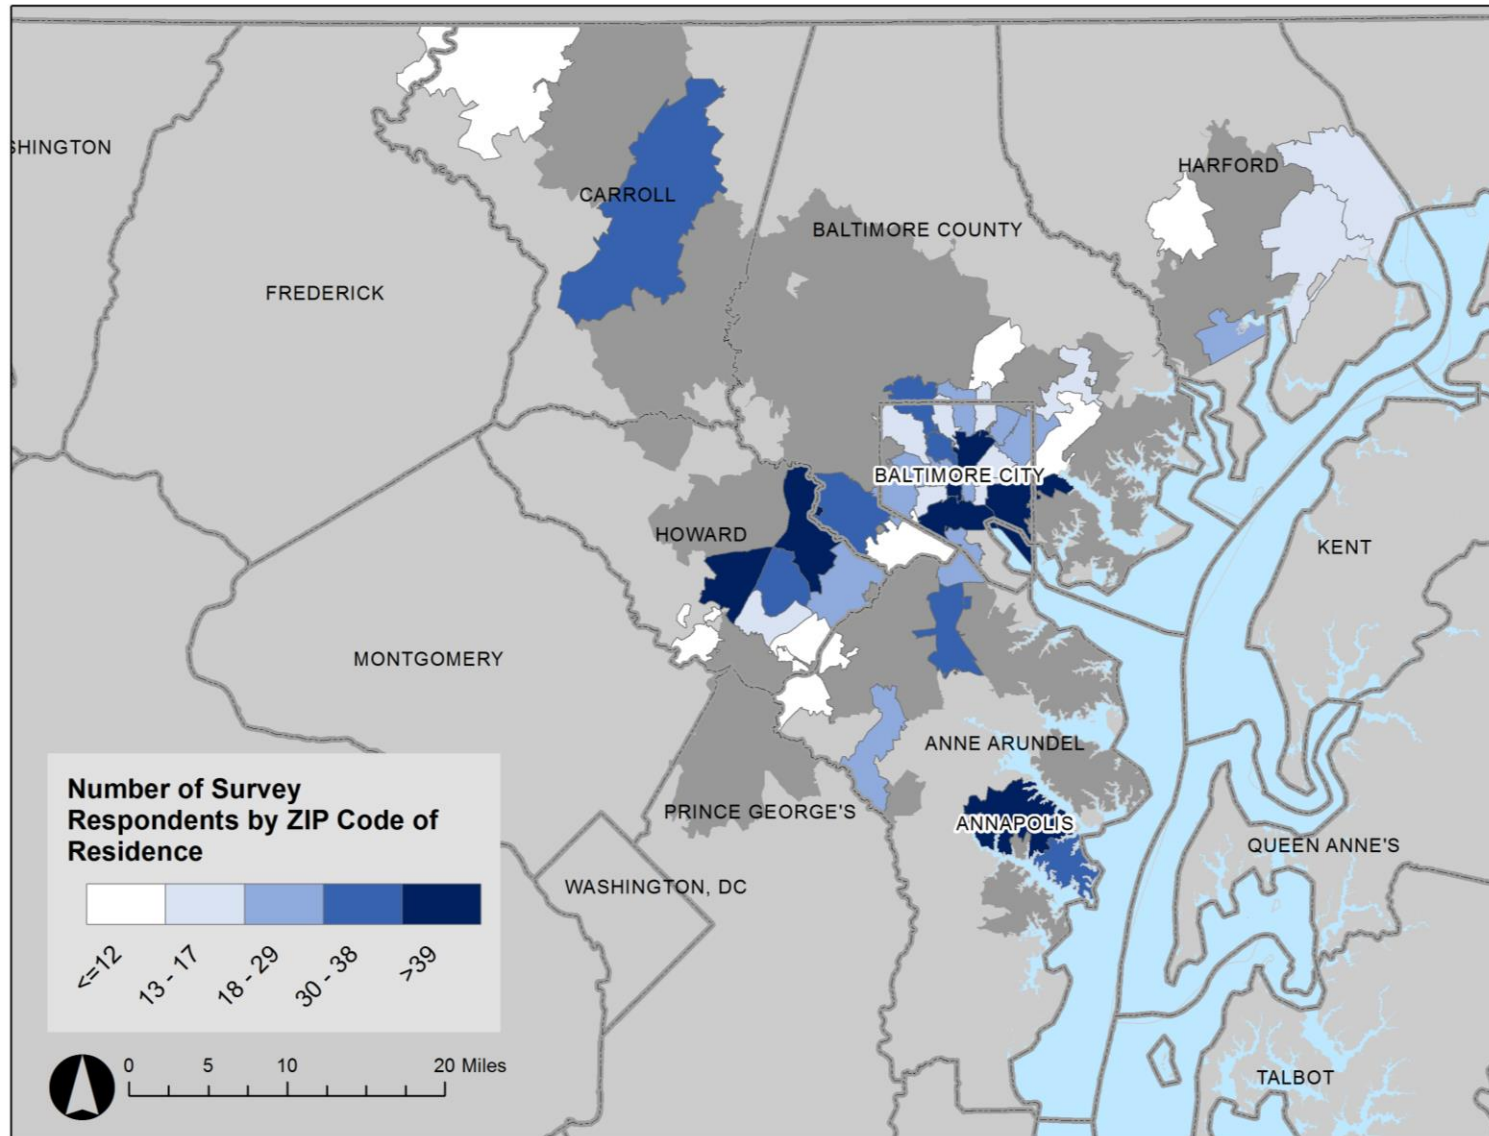 HARFORD
SHINGTON
CARROLL
BALTIMORE COUNTY
FREDERICK
BALTIMORE CITY
HOWARD
KENT
MONTGOMERY
ANNE ARUNDEL
PRINCE GEORGE'S
ANNAPOLIS
QUEEN ANNE'S
WASHINGTON, DC
TALBOT
Number of Survey
Respondents by ZIP Code of
Residence
<=12
13 - 17
18 - 29
30 - 38
>39
0 5 10 20 Miles